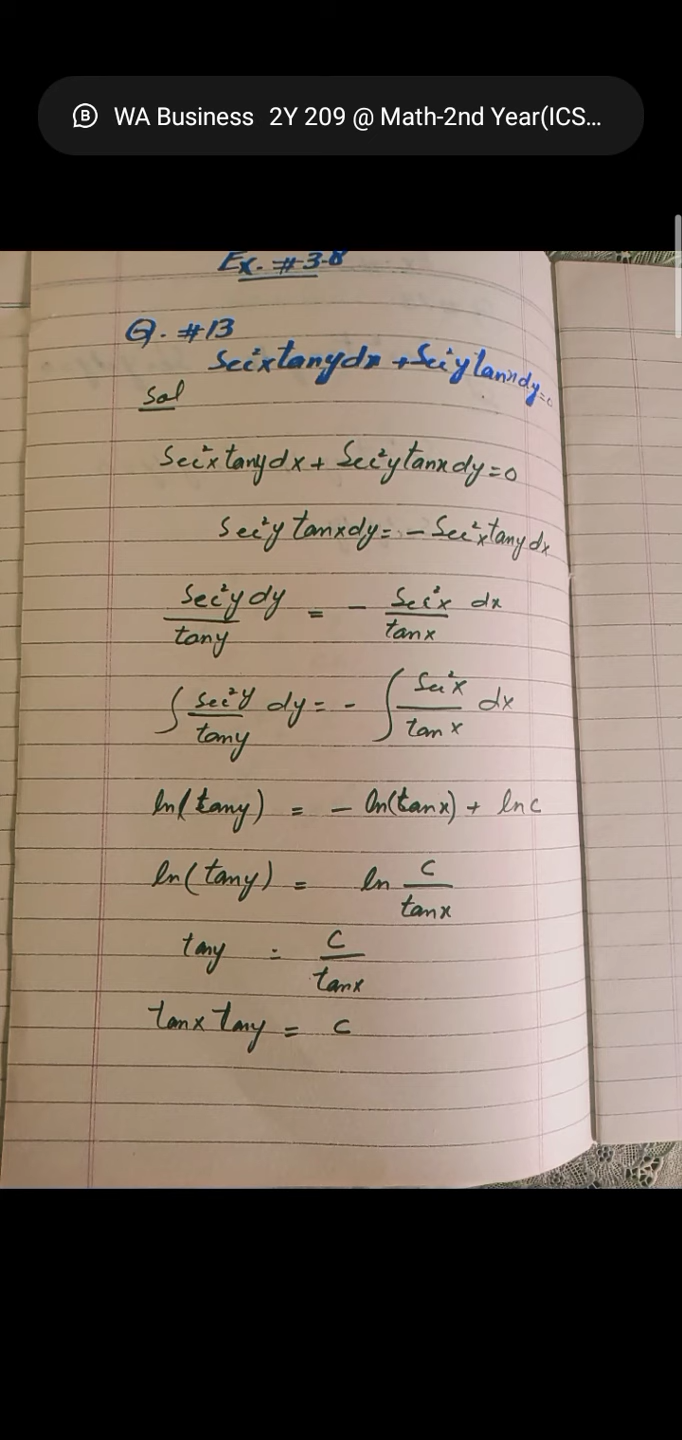 WA Business 2Y 209 @ Math-2nd Year(ICS...
Ex. #3.8
Q. #13
Sec²x tany dx + Sec²y tanx dy = 0
Sol
Sec²x tany dx + Sec²y tanx dy = 0
Sec²y tanx dy = - Sec²x tany dx
Sec²y dy / tany = - Sec²x / tanx dx
∫ Sec²y / tany dy = - ∫ Sec²x / tan x dx
ln(tany) = - ln(tanx) + ln c
ln(tany) = ln c / tanx
tany = c / tanx
tanx tany = c